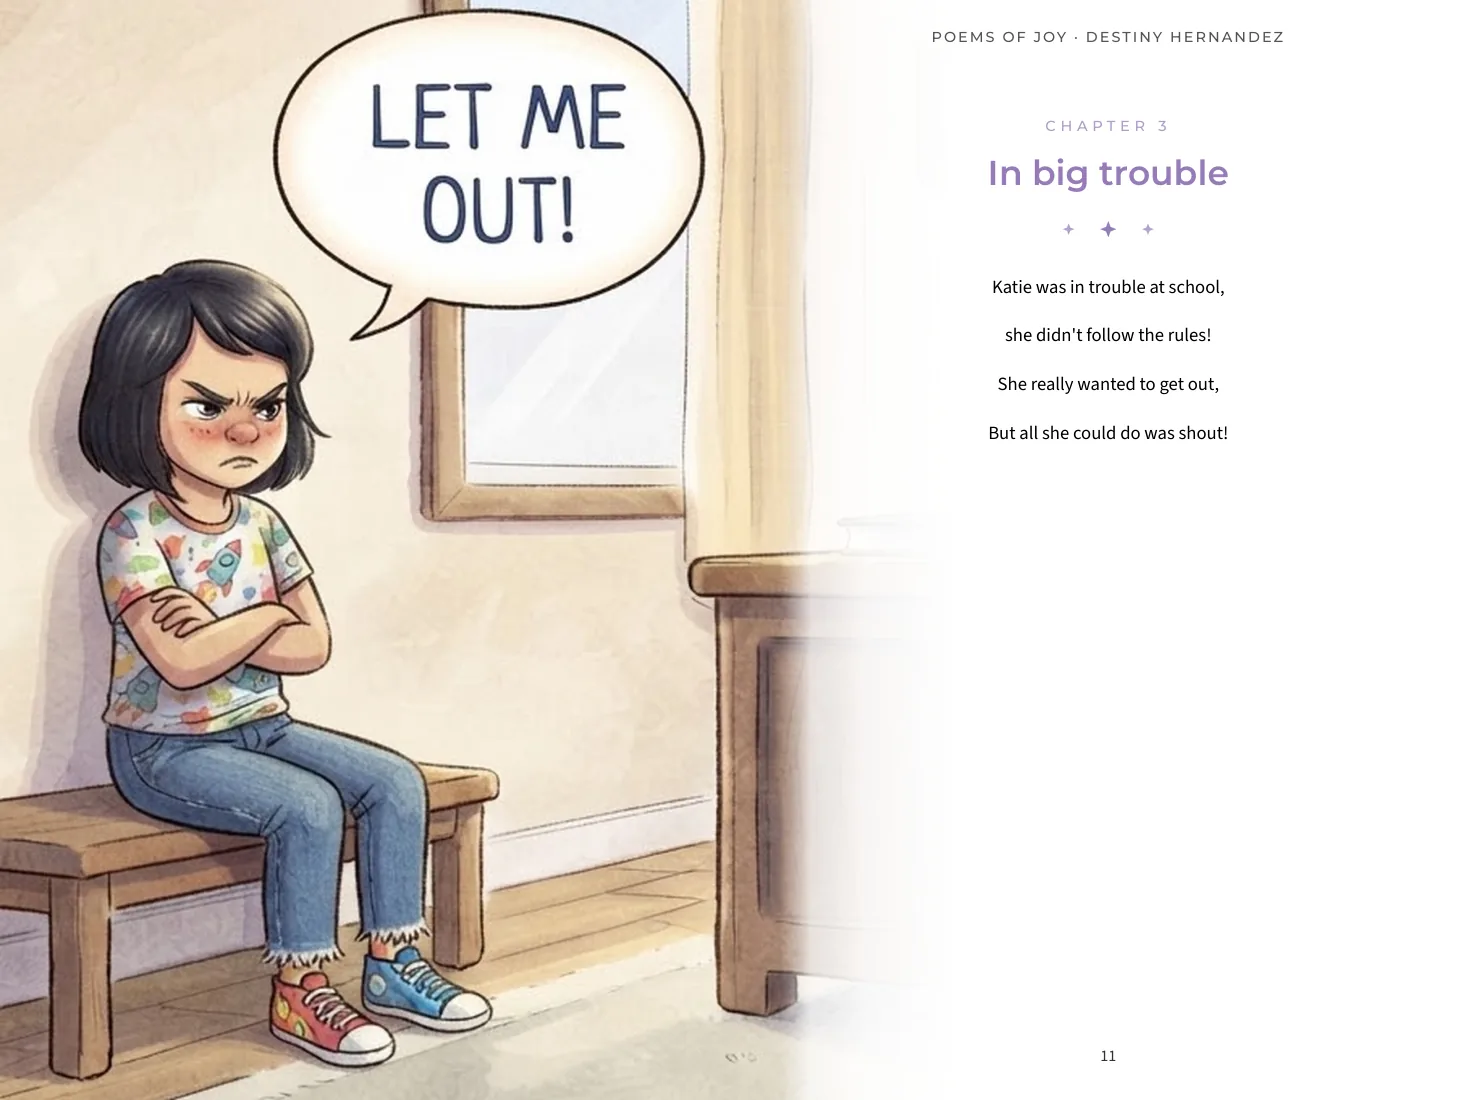 LET ME
OUT!
POEMS OF JOY · DESTINY HERNANDEZ
CHAPTER 3
In big trouble
Katie was in trouble at school,
she didn't follow the rules!
She really wanted to get out,
But all she could do was shout!
11